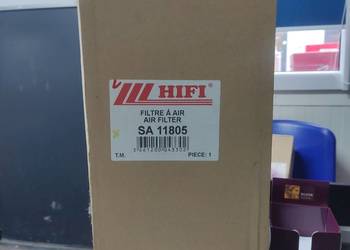 HIFI
FILTRE À AIR
AIR FILTER
SA 11805
T.M. PIECE: 1